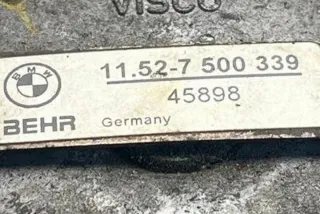 VISCO
BMW
11.52-7 500 339
45898
BEHR Germany